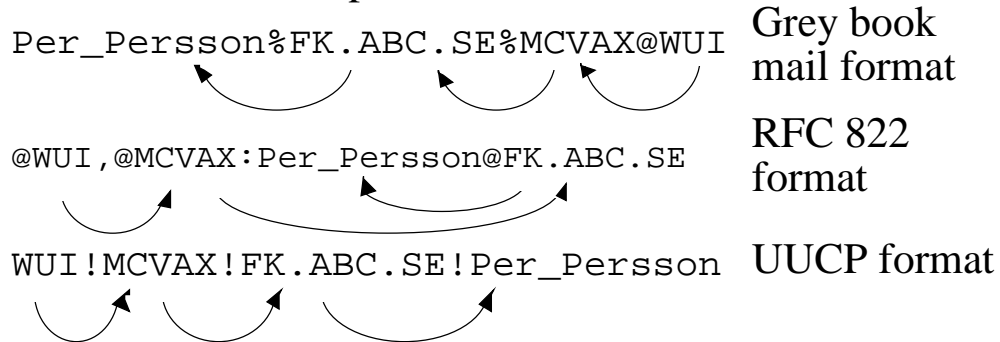 Per_Persson%FK.ABC.SE%MCVAX@WUI
Grey book
mail format
@WUI,@MCVAX:Per_Persson@FK.ABC.SE
RFC 822
format
WUI!MCVAX!FK.ABC.SE!Per_Persson
UUCP format